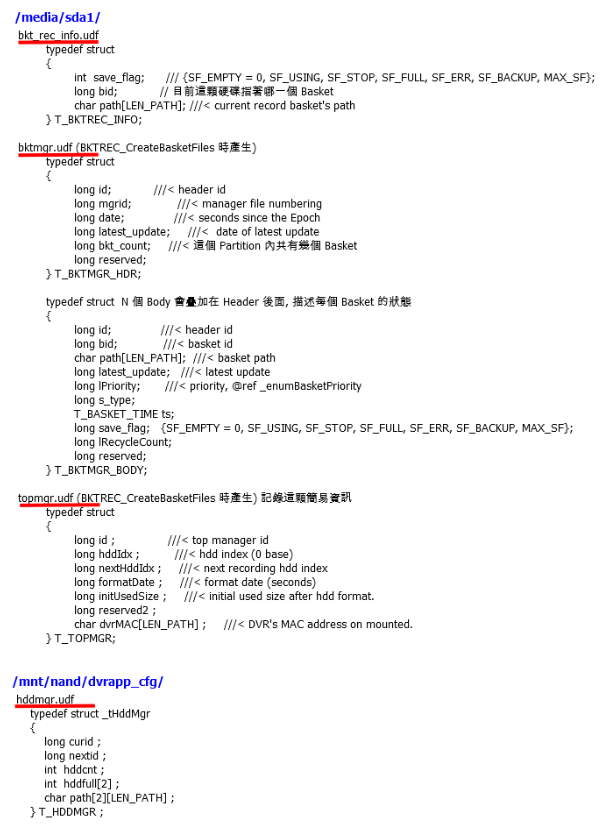 /media/sda1/
bkt_rec_info.udf
typedef struct
{
int save_flag; /// {SF_EMPTY = 0, SF_USING, SF_STOP, SF_FULL, SF_ERR, SF_BACKUP, MAX_SF};
long bid; // 目前這顆硬碟指著哪一個 Basket
char path[LEN_PATH]; ///< current record basket's path
} T_BKTREC_INFO;
bktmgr.udf (BKTREC_CreateBasketFiles 時產生)
typedef struct
{
long id; ///< header id
long mgrid; ///< manager file numbering
long date; ///< seconds since the Epoch
long latest_update; ///< date of latest update
long bkt_count; ///< 這個 Partition 內共有幾個 Basket
long reserved;
} T_BKTMGR_HDR;
typedef struct N 個 Body 會疊加在 Header 後面, 描述每個 Basket 的狀態
{
long id; ///< header id
long bid; ///< basket id
char path[LEN_PATH]; ///< basket path
long latest_update; ///< latest update
long lPriority; ///< priority, @ref _enumBasketPriority
long s_type;
T_BASKET_TIME ts;
long save_flag; {SF_EMPTY = 0, SF_USING, SF_STOP, SF_FULL, SF_ERR, SF_BACKUP, MAX_SF};
long lRecycleCount;
long reserved;
} T_BKTMGR_BODY;
topmgr.udf (BKTREC_CreateBasketFiles 時產生) 記錄這顆簡易資訊
typedef struct
{
long id ; ///< top manager id
long hddIdx ; ///< hdd index (0 base)
long nextHddIdx ; ///< next recording hdd index
long formatDate ; ///< format date (seconds)
long initUsedSize ; ///< initial used size after hdd format.
long reserved2 ;
char dvrMAC[LEN_PATH] ; ///< DVR's MAC address on mounted.
} T_TOPMGR;
/mnt/nand/dvrapp_cfg/
hddmgr.udf
typedef struct _tHddMgr
{
long curid ;
long nextid ;
int hddcnt ;
int hddfull[2] ;
char path[2][LEN_PATH] ;
} T_HDDMGR ;